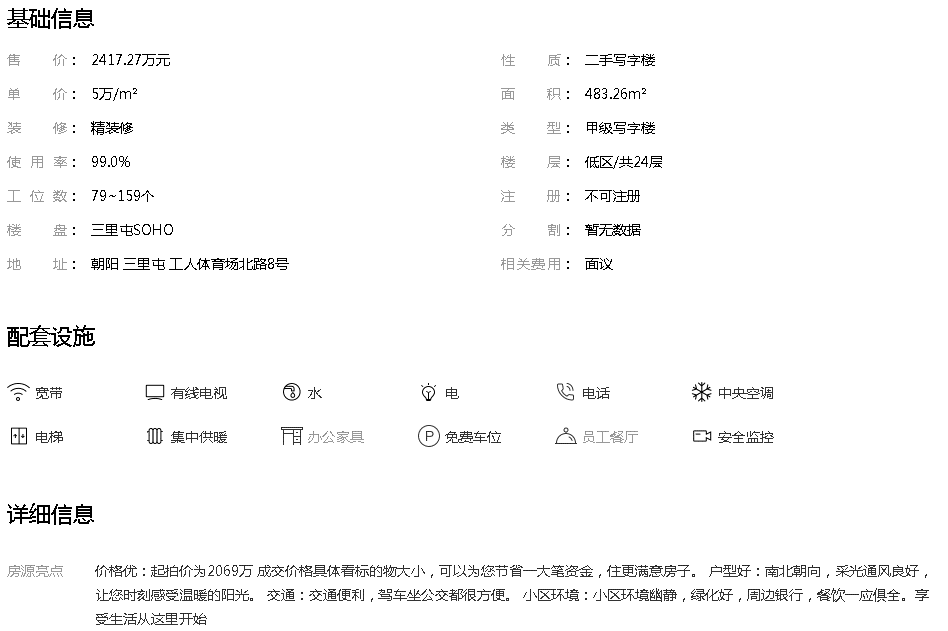 基础信息
售 价： 2417.27万元 性 质： 二手写字楼
单 价： 5万/m² 面 积： 483.26m²
装 修： 精装修 类 型： 甲级写字楼
使 用 率： 99.0% 楼 层： 低区/共24层
工 位 数： 79~159个 注 册： 不可注册
楼 盘： 三里屯SOHO 分 割： 暂无数据
地 址： 朝阳 三里屯 工人体育场北路8号 相关费用： 面议
配套设施
宽带 有线电视 水 电 电话 中央空调
电梯 集中供暖 办公家具 P 免费车位 员工餐厅 安全监控
详细信息
房源亮点 价格优：起拍价为2069万 成交价格具体看标的物大小，可以为您节省一大笔资金，住更满意房子。 户型好：南北朝向，采光通风良好，
让您时刻感受温暖的阳光。 交通：交通便利，驾车坐公交都很方便。 小区环境：小区环境幽静，绿化好，周边银行，餐饮一应俱全。享
受生活从这里开始